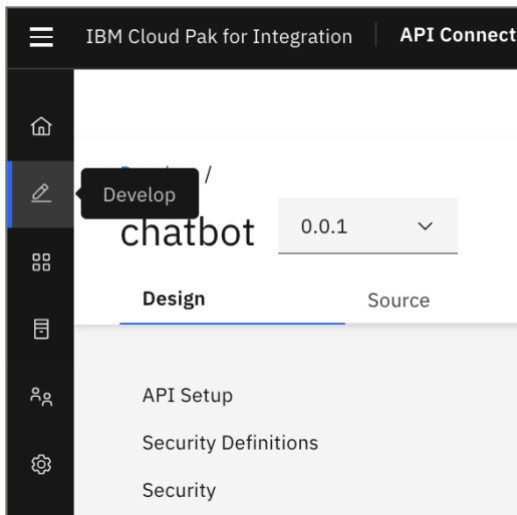 IBM Cloud Pak for Integration API Connect
/
Develop
chatbot 0.0.1
Design Source
API Setup
Security Definitions
Security